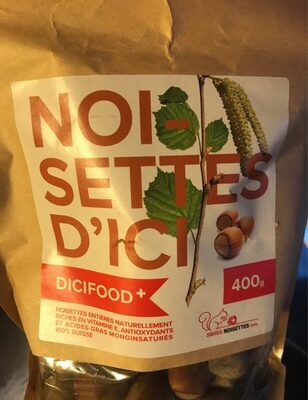 NOI-
SETTES
D'ICI
DICIFOOD+
400g
NOISETTES ENTIÈRES NATURELLEMENT
RICHES EN VITAMINE E, ANTIOXYDANTS
ET ACIDES GRAS MONOINSATURÉS
100% SUISSE
SWISS NOISETTES